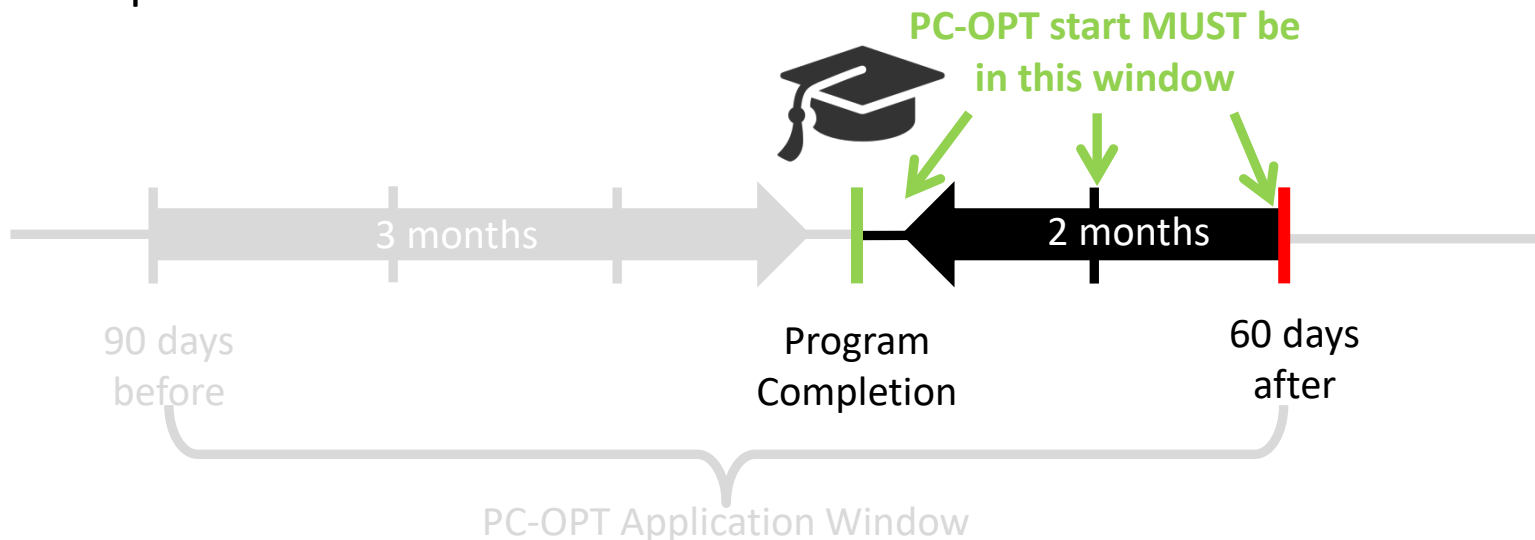 PC-OPT start MUST be
in this window
3 months
2 months
90 days
before
Program
Completion
60 days
after
PC-OPT Application Window